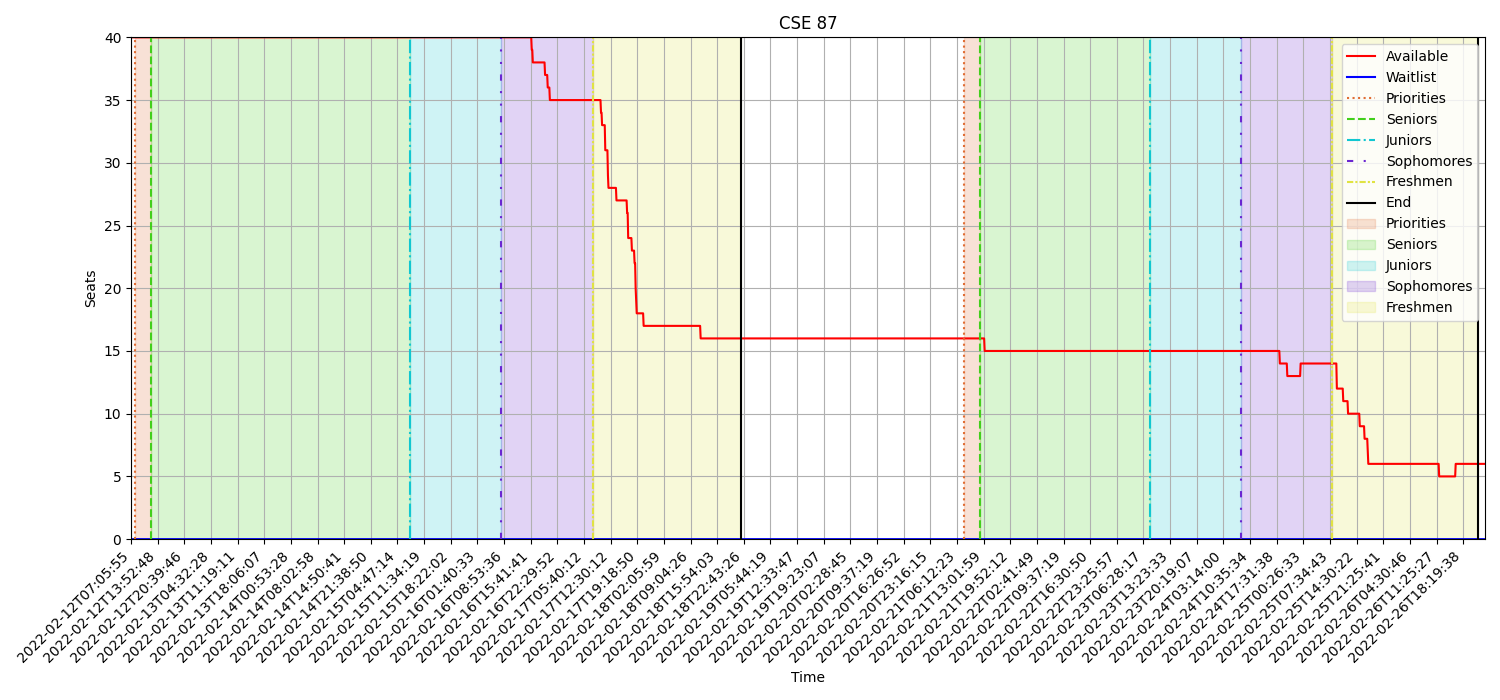 CSE 87
40
35
30
25
20
15
10
5
0
Seats
Available
Waitlist
Priorities
Seniors
Juniors
Sophomores
Freshmen
End
Priorities
Seniors
Juniors
Sophomores
Freshmen
2022-02-12T07:05:55
2022-02-12T13:52:48
2022-02-12T20:39:46
2022-02-13T04:32:28
2022-02-13T11:19:11
2022-02-13T18:06:07
2022-02-14T00:53:28
2022-02-14T08:02:58
2022-02-14T14:50:41
2022-02-14T21:38:50
2022-02-15T04:47:14
2022-02-15T11:34:19
2022-02-15T18:22:02
2022-02-16T01:40:33
2022-02-16T08:53:36
2022-02-16T15:41:41
2022-02-16T22:29:52
2022-02-17T05:40:12
2022-02-17T12:30:12
2022-02-17T19:18:50
2022-02-18T02:05:59
2022-02-18T09:04:26
2022-02-18T15:54:03
2022-02-18T22:43:26
2022-02-19T05:44:19
2022-02-19T12:33:47
2022-02-19T19:23:07
2022-02-20T02:28:45
2022-02-20T09:37:19
2022-02-20T16:26:52
2022-02-20T23:16:15
2022-02-21T06:12:23
2022-02-21T13:01:59
2022-02-21T19:52:12
2022-02-22T02:41:49
2022-02-22T09:37:19
2022-02-22T16:30:50
2022-02-22T23:25:57
2022-02-23T06:28:17
2022-02-23T13:23:33
2022-02-23T20:19:07
2022-02-24T03:14:00
2022-02-24T10:35:34
2022-02-24T17:31:38
2022-02-25T00:26:33
2022-02-25T07:34:43
2022-02-25T14:30:22
2022-02-25T21:25:41
2022-02-26T04:30:46
2022-02-26T11:25:27
2022-02-26T18:19:38
Time